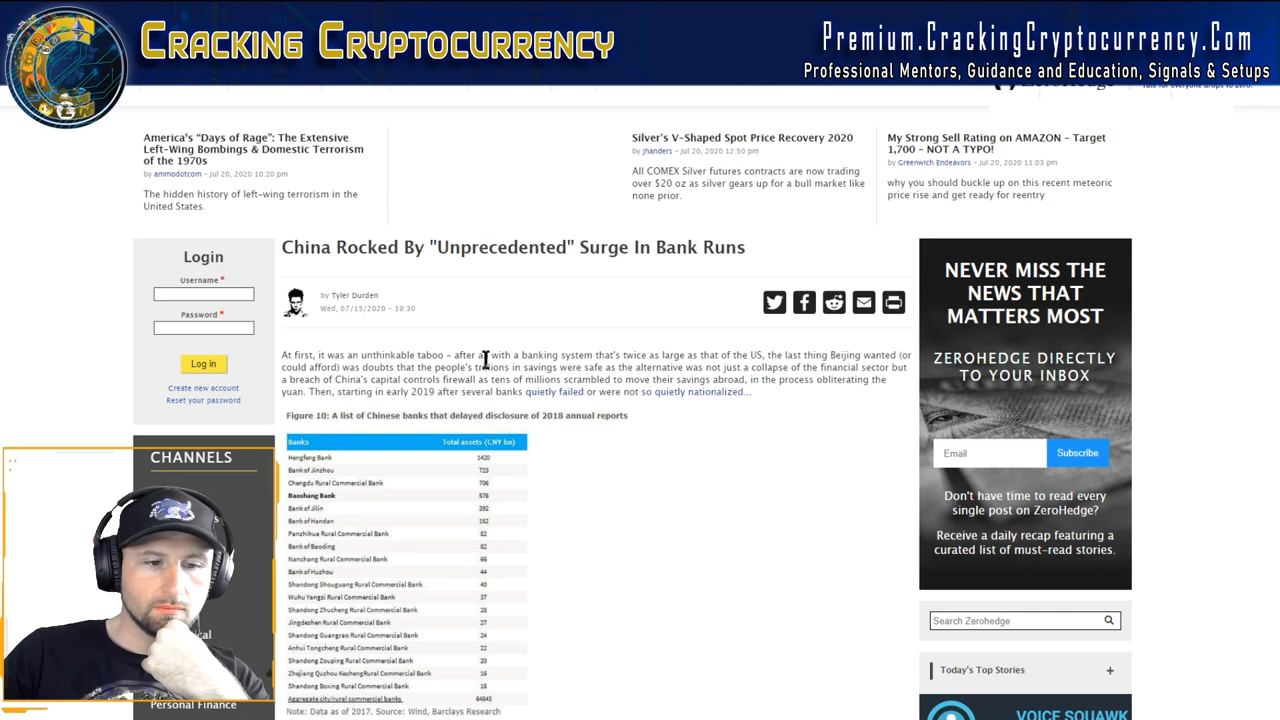 CRACKING CRYPTOCURRENCY
Premium.CrackingCryptocurrency.Com
Professional Mentors, Guidance and Education, Signals & Setups
America's "Days of Rage": The Extensive
Left-Wing Bombings & Domestic Terrorism
of the 1970s
by ammodotcom - Jul 20, 2020 10:20 pm
The hidden history of left-wing terrorism in the
United States.
Silver's V-Shaped Spot Price Recovery 2020
by Jhanders - Jul 20, 2020 12:50 pm
All COMEX Silver futures contracts are now trading
over $20 oz as silver gears up for a bull market like
none prior.
My Strong Sell Rating on AMAZON - Target
1,700 - NOT A TYPO!
by Greenwich Endeavors - Jul 20, 2020 11:03 pm
why you should buckle up on this recent meteoric
price rise and get ready for reentry
Login
Username *
Password *
Log in
Create new account
Reset your password
CHANNELS
Personal Finance
China Rocked By "Unprecedented" Surge In Bank Runs
by Tyler Durden
Wed, 07/15/2020 - 19:30
At first, it was an unthinkable taboo - after all with a banking system that's twice as large as that of the US, the last thing Beijing wanted (or
could afford) was doubts that the people's trillions in savings were safe as the alternative was not just a collapse of the financial sector but
a breach of China's capital controls firewall as tens of millions scrambled to move their savings abroad, in the process obliterating the
yuan. Then, starting in early 2019 after several banks quietly failed or were not so quietly nationalized...
Figure 10: A list of Chinese banks that delayed disclosure of 2018 annual reports
Banks Total assets (CNY bn)
Hengfeng Bank 1420
Bank of Jinzhou 723
Chengdu Rural Commercial Bank 706
Baoshang Bank 576
Bank of Jilin 392
Bank of Handan 152
Panzhihua Rural Commercial Bank 82
Bank of Baoding 82
Nanchang Rural Commercial Bank 66
Bank of Huzhou 44
Shandong Shouguang Rural Commercial Bank 40
Wuhu Yangzi Rural Commercial Bank 37
Shandong Zhucheng Rural Commercial Bank 28
Jingdezhen Rural Commercial Bank 27
Shandong Guangrao Rural Commercial Bank 24
Anhui Tongcheng Rural Commercial Bank 22
Shandong Zouping Rural Commercial Bank 20
Zhejiang Quzhou KechengRural Commercial Bank 16
Shandong Boxing Rural Commercial Bank 16
Aggregate city/rural commercial banks 64543
Note: Data as of 2017. Source: Wind, Barclays Research
NEVER MISS THE
NEWS THAT
MATTERS MOST
ZEROHEDGE DIRECTLY
TO YOUR INBOX
Email Subscribe
Don't have time to read every
single post on ZeroHedge?
Receive a daily recap featuring a
curated list of must-read stories.
Search Zerohedge
Today's Top Stories +
VOICE SQUAWK